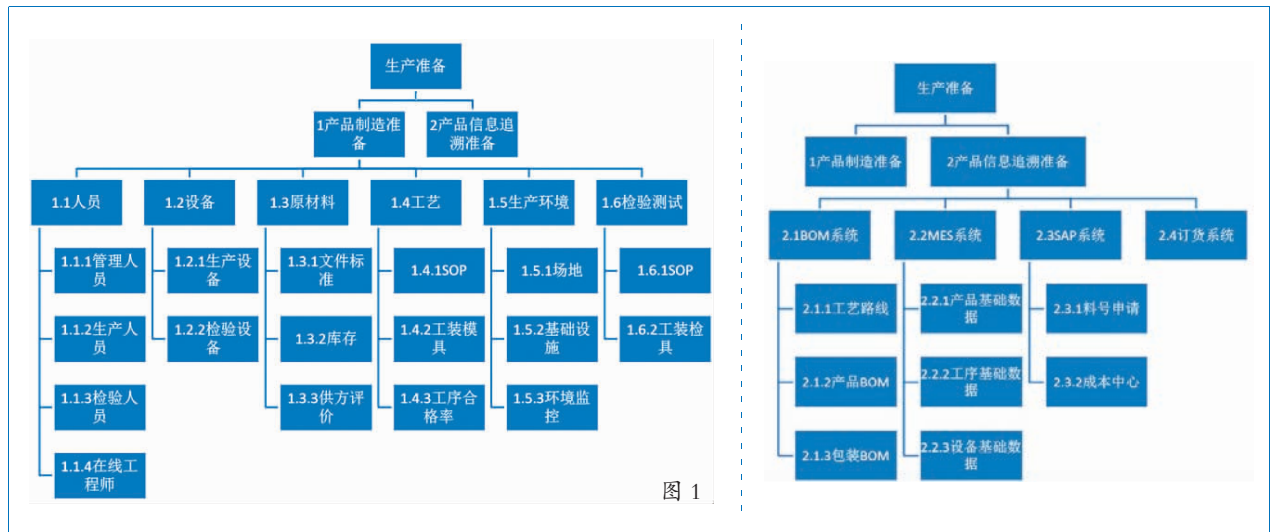 生产准备
1产品制造准
备
2产品信息追
溯准备
1.1人员
1.2设备
1.3原材料
1.4工艺
1.5生产环境
1.6检验测试
1.1.1管理人
员
1.2.1生产设
备
1.3.1文件标
准
1.4.1SOP
1.5.1场地
1.6.1SOP
1.1.2生产人
员
1.2.2检验设
备
1.3.2库存
1.4.2工装模
具
1.5.2基础设
施
1.6.2工装检
具
1.1.3检验人
员
1.3.3供方评
价
1.4.3工序合
格率
1.5.3环境监
控
1.1.4在线工
程师
图 1
生产准备
1产品制造准备
2产品信息追溯准备
2.1BOM系统
2.2MES系统
2.3SAP系统
2.4订货系统
2.1.1工艺路线
2.2.1产品基础数
据
2.3.1料号申请
2.1.2产品BOM
2.2.2工序基础数
据
2.3.2成本中心
2.1.3包装BOM
2.2.3设备基础数
据